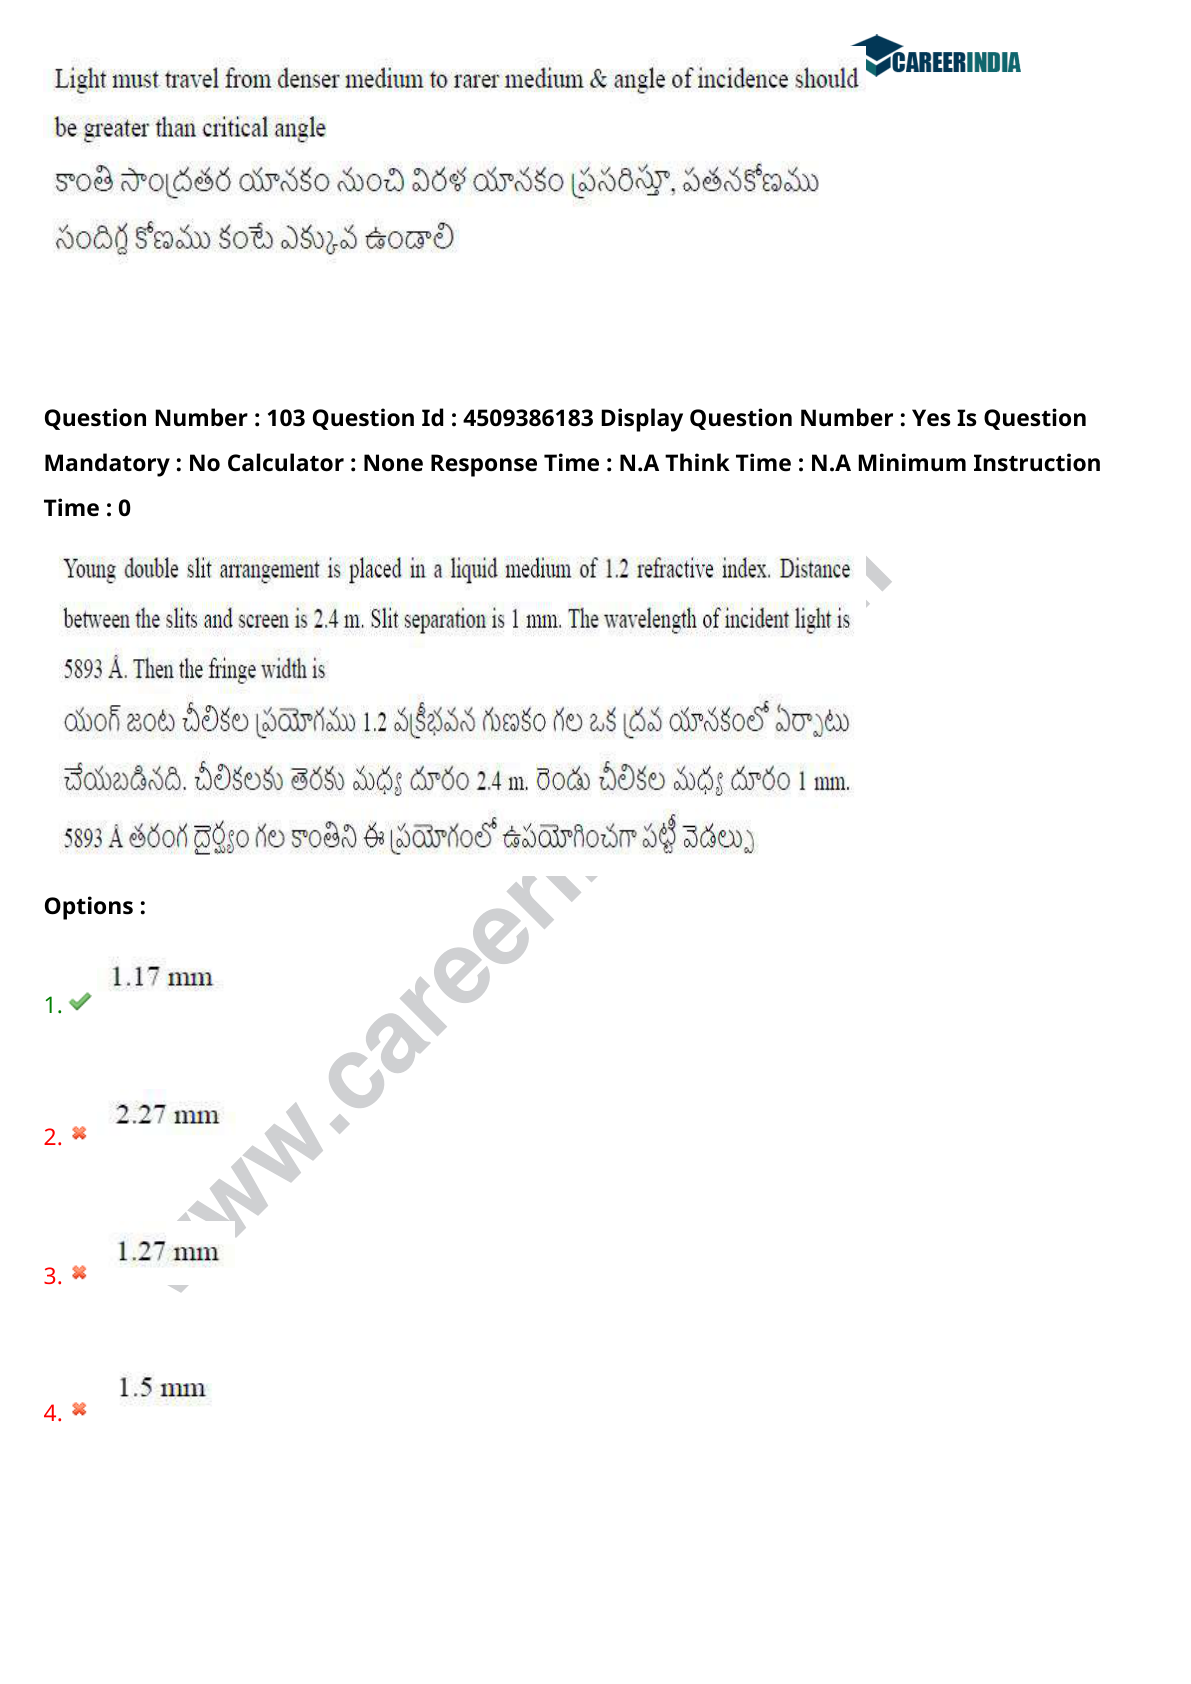 CAREERINDIA
Light must travel from denser medium to rarer medium & angle of incidence should
be greater than critical angle
కాంతి సాంద్రతర యానకం నుంచి విరళ యానకం ప్రసరిస్తూ, పతనకోణము
సందిగ్ద కోణము కంటే ఎక్కువ ఉండాలి
Question Number : 103 Question Id : 4509386183 Display Question Number : Yes Is Question
Mandatory : No Calculator : None Response Time : N.A Think Time : N.A Minimum Instruction
Time : 0
Young double slit arrangement is placed in a liquid medium of 1.2 refractive index. Distance
between the slits and screen is 2.4 m. Slit separation is 1 mm. The wavelength of incident light is
5893 Å. Then the fringe width is
యంగ్ జంట చీలికల ప్రయోగము 1.2 వక్రీభవన గుణకం గల ఒక ద్రవ యానకంలో ఏర్పాటు
చేయబడినది. చీలికలకు తెరకు మధ్య దూరం 2.4 m. రెండు చీలికల మధ్య దూరం 1 mm.
5893 Å తరంగ దైర్ఘ్యం గల కాంతిని ఈ ప్రయోగంలో ఉపయోగించగా పట్టీ వెడల్పు
Options :
1.17 mm
1.
2.27 mm
2.
1.27 mm
3.
1.5 mm
4.